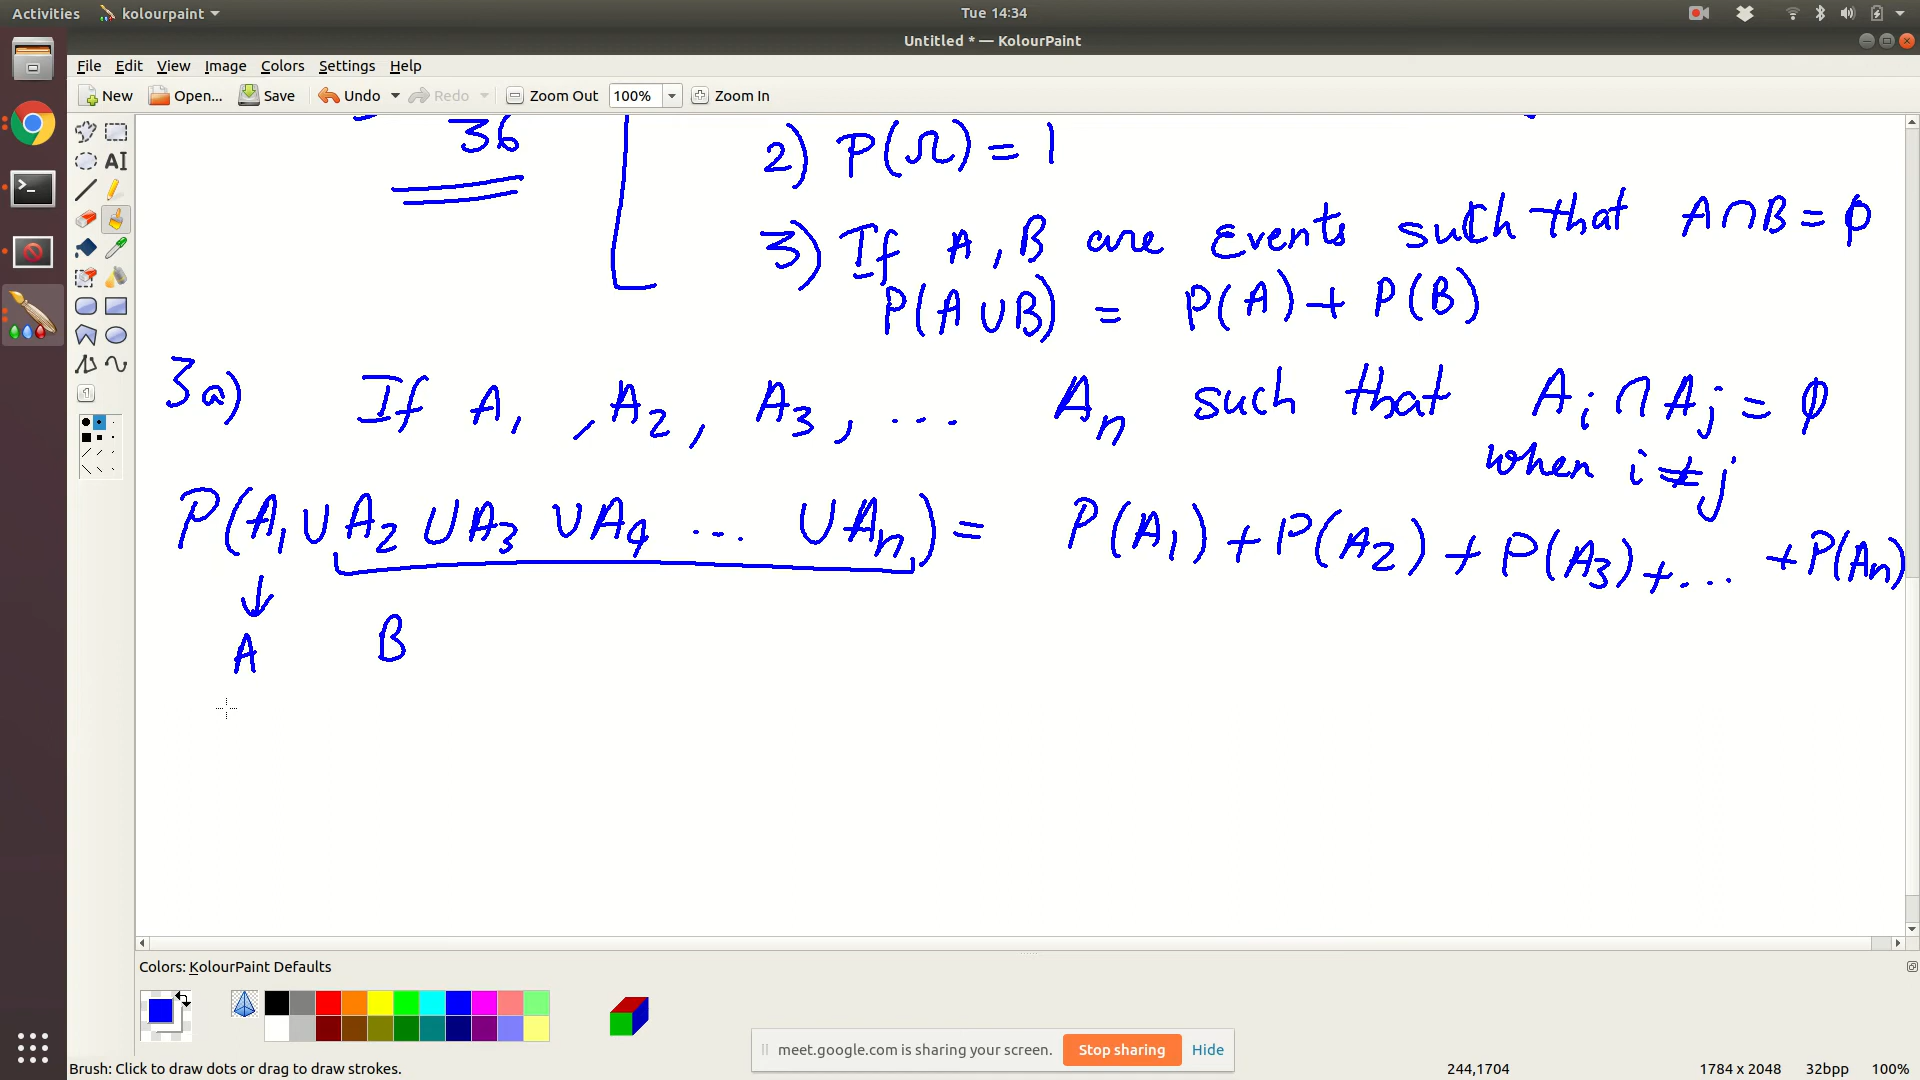 Activities kolourpaint Tue 14:34
Untitled * — KolourPaint
File Edit View Image Colors Settings Help
New Open... Save Undo Redo Zoom Out 100% Zoom In
36
2) P(Ω) = 1
3) If A, B are events such that A∩B = φ
P(A∪B) = P(A) + P(B)
3a) If A₁, , A₂, A₃, ... Aₙ such that Aᵢ ∩ Aⱼ = φ
when i ≠ j
P(A₁ ∪ A₂ ∪ A₃ ∪ A₄ ... ∪ Aₙ) = P(A₁) + P(A₂) + P(A₃) + ... + P(Aₙ)
↓
A B
Colors: KolourPaint Defaults
meet.google.com is sharing your screen. Stop sharing Hide
Brush: Click to draw dots or drag to draw strokes. 244,1704 1784 x 2048 32bpp 100%